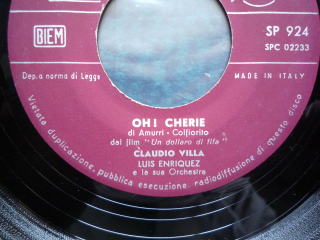 BIEM
SP 924
SPC 02233
Dep. a norma di Legge
MADE IN ITALY
OH! CHERIE
di Amurri - Colfiorito
dal film "Un dollaro di fifa"
CLAUDIO VILLA
LUIS ENRIQUEZ
e la sua Orchestra
Vietata duplicazione, pubblica esecuzione, radiodiffusione di questo disco